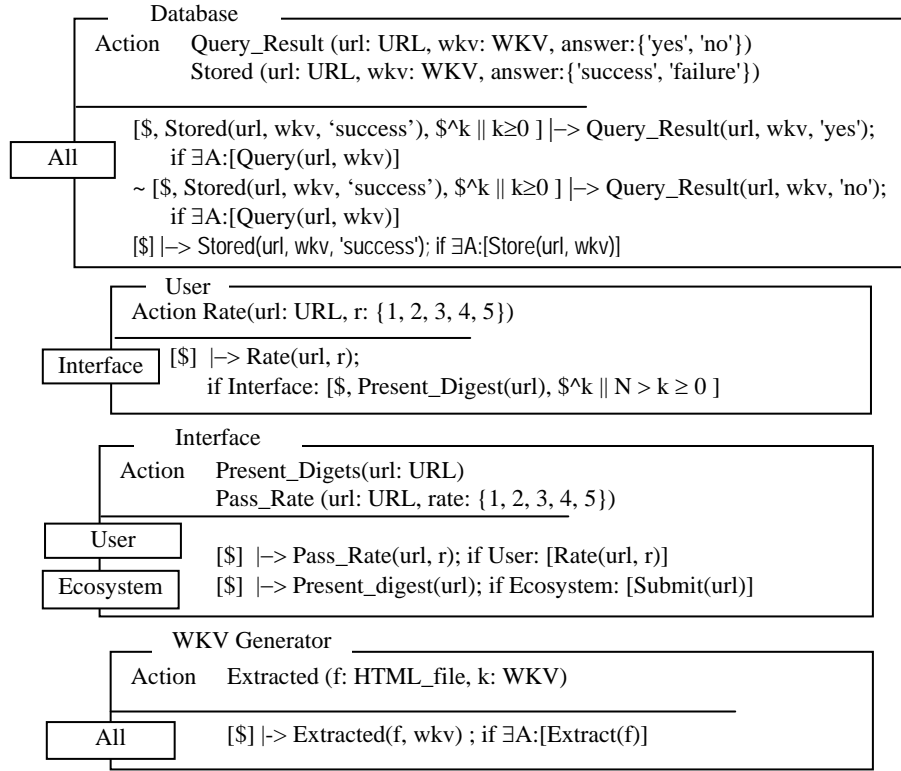 Database
Action Query_Result (url: URL, wkv: WKV, answer:{'yes', 'no'})
Stored (url: URL, wkv: WKV, answer:{'success', 'failure'})
[$, Stored(url, wkv, ‘success’), $^k || k≥0 ] |–> Query_Result(url, wkv, 'yes');
All
if ∃A:[Query(url, wkv)]
~ [$, Stored(url, wkv, ‘success’), $^k || k≥0 ] |–> Query_Result(url, wkv, 'no');
if ∃A:[Query(url, wkv)]
[$] |–> Stored(url, wkv, 'success'); if ∃A:[Store(url, wkv)]
User
Action Rate(url: URL, r: {1, 2, 3, 4, 5})
Interface
[$] |–> Rate(url, r);
if Interface: [$, Present_Digest(url), $^k || N > k ≥ 0 ]
Interface
Action Present_Digets(url: URL)
Pass_Rate (url: URL, rate: {1, 2, 3, 4, 5})
User
[$] |–> Pass_Rate(url, r); if User: [Rate(url, r)]
Ecosystem
[$] |–> Present_digest(url); if Ecosystem: [Submit(url)]
WKV Generator
Action Extracted (f: HTML_file, k: WKV)
All
[$] |-> Extracted(f, wkv) ; if ∃A:[Extract(f)]